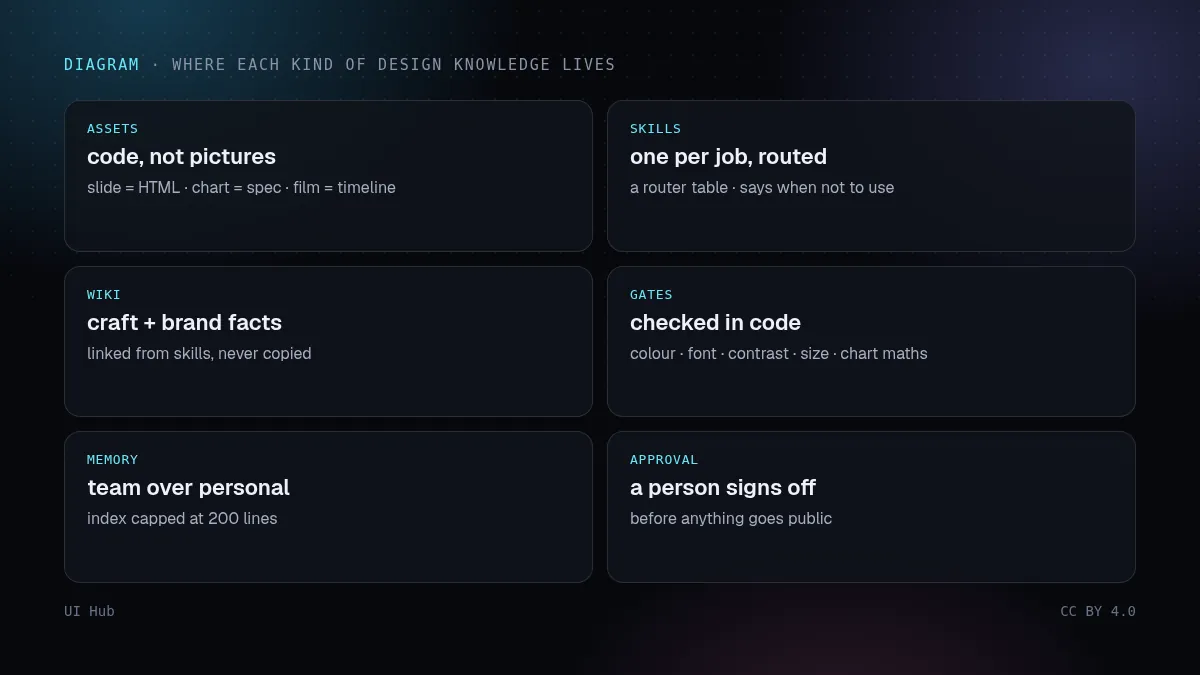 DIAGRAM · WHERE EACH KIND OF DESIGN KNOWLEDGE LIVES
ASSETS
code, not pictures
slide = HTML · chart = spec · film = timeline
SKILLS
one per job, routed
a router table · says when not to use
WIKI
craft + brand facts
linked from skills, never copied
GATES
checked in code
colour · font · contrast · size · chart maths
MEMORY
team over personal
index capped at 200 lines
APPROVAL
a person signs off
before anything goes public
UI Hub
CC BY 4.0